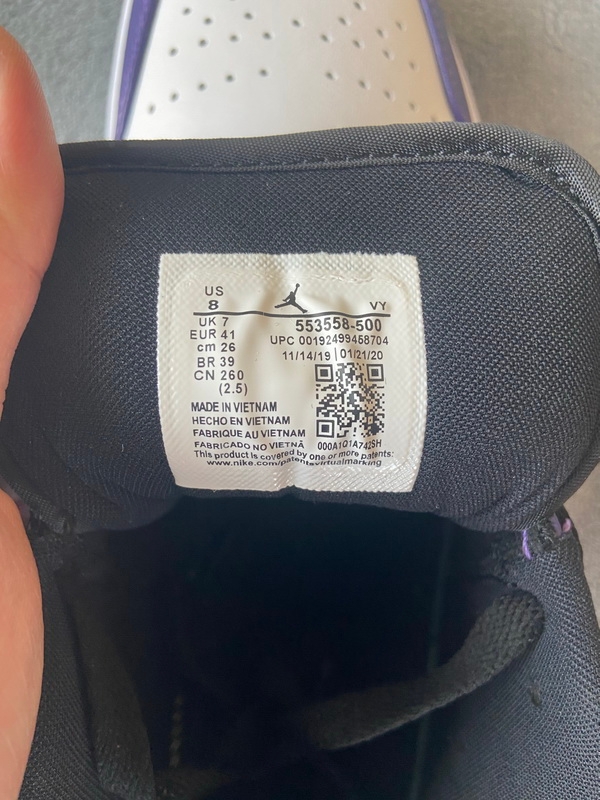 US
8
VY
UK 7
553558-500
EUR 41
UPC 00192499458704
cm 26
11/14/19 | 01/21/20
BR 39
CN 260
(2.5)
MADE IN VIETNAM
HECHO EN VIETNAM
FABRIQUE AU VIETNAM
FABRICADO NO VIETNÃ
000A1Q1A742SH
This product is covered by one or more patents:
www.nike.com/patentsvirtualmarking